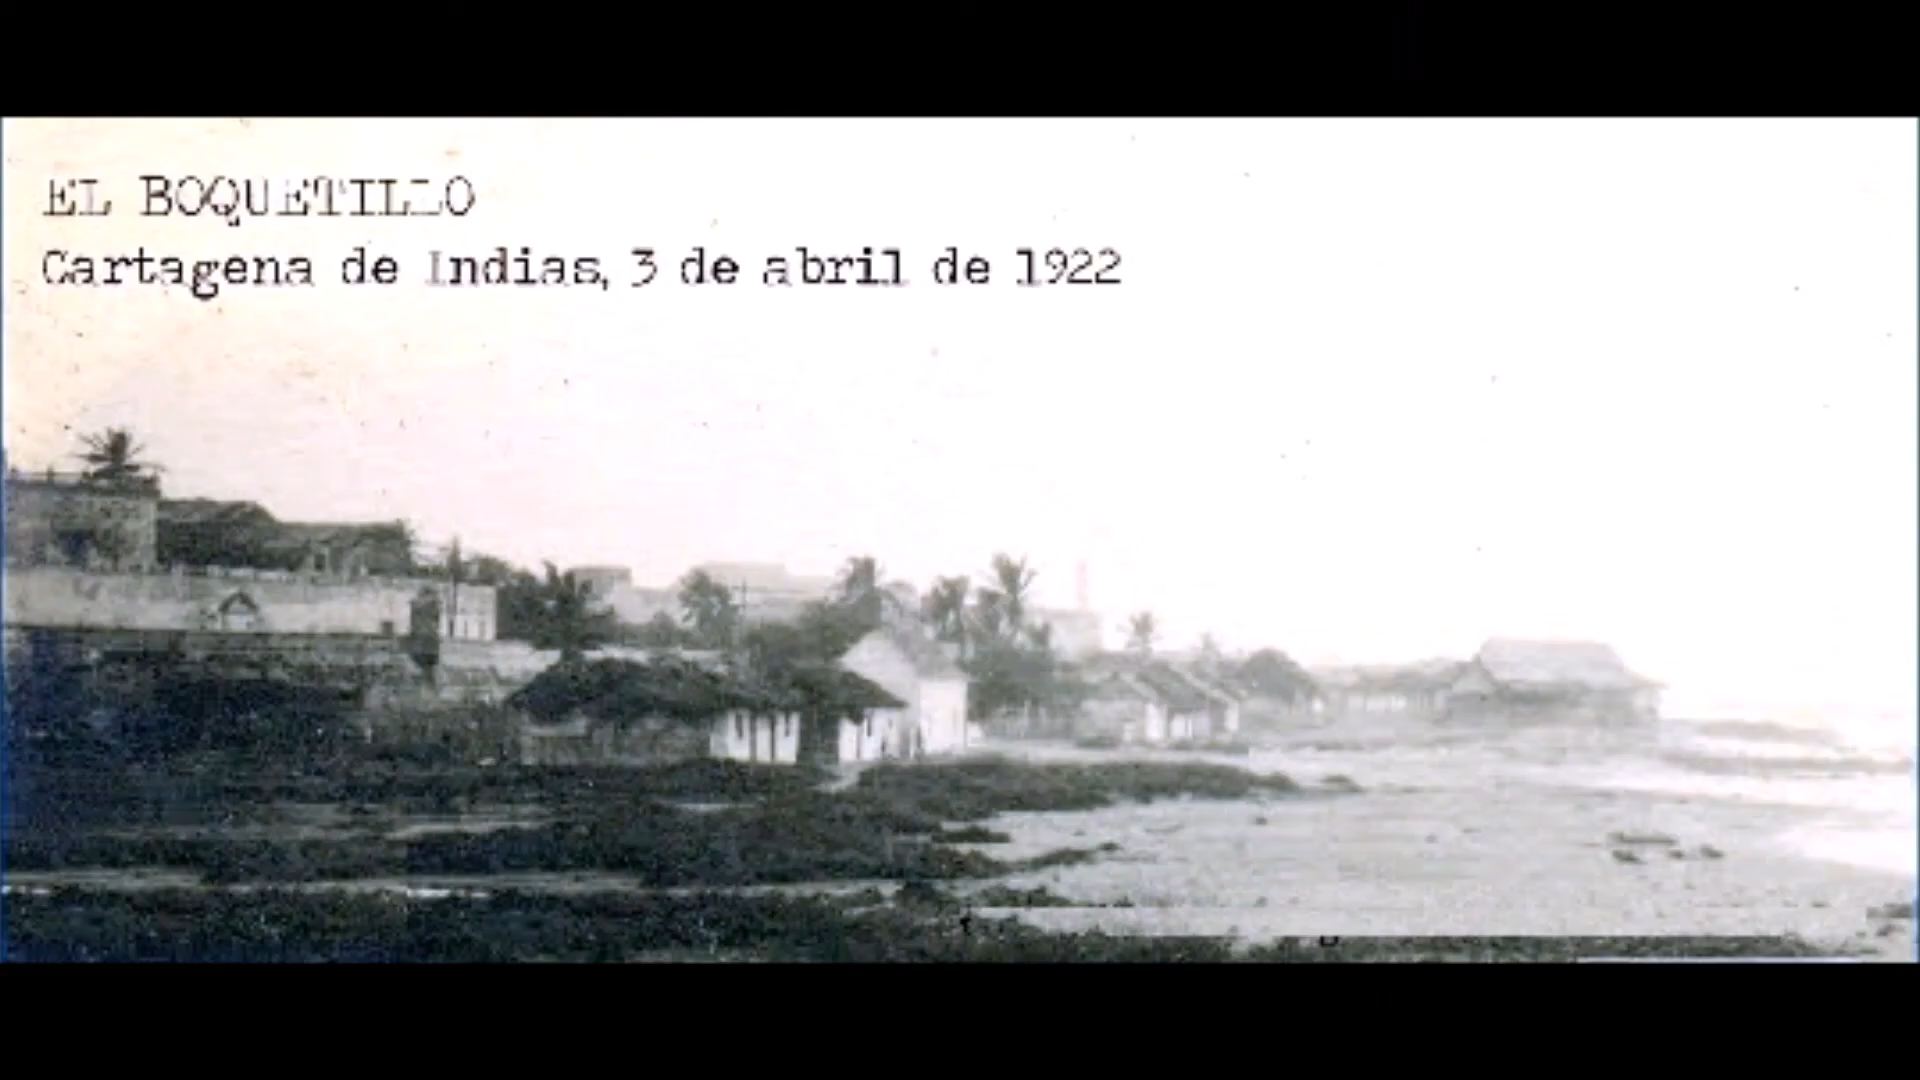 EL BOQUETILLO
Cartagena de Indias, 3 de abril de 1922